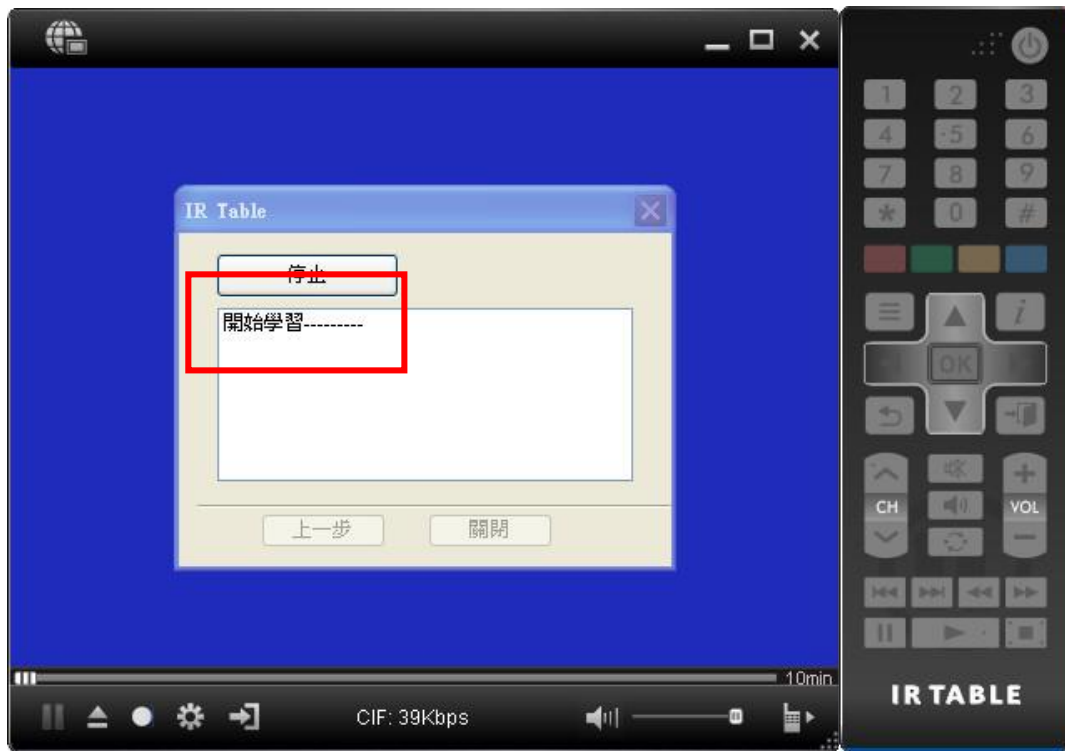 IR Table
停止
開始學習---------
上一步
關閉
10min
CIF: 39Kbps
1 2 3
4 5 6
7 8 9
* 0 #
i
OK
CH VOL
IR TABLE